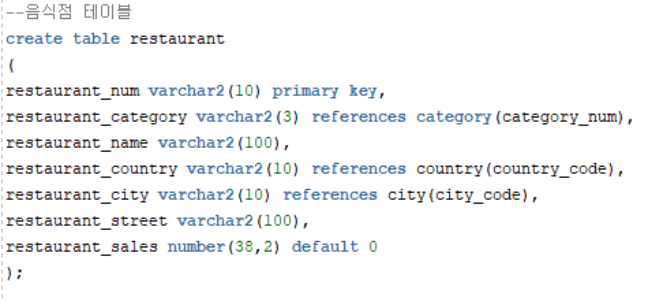 --음식점 테이블
create table restaurant
(
restaurant_num varchar2(10) primary key,
restaurant_category varchar2(3) references category(category_num),
restaurant_name varchar2(100),
restaurant_country varchar2(10) references country(country_code),
restaurant_city varchar2(10) references city(city_code),
restaurant_street varchar2(100),
restaurant_sales number(38,2) default 0
);